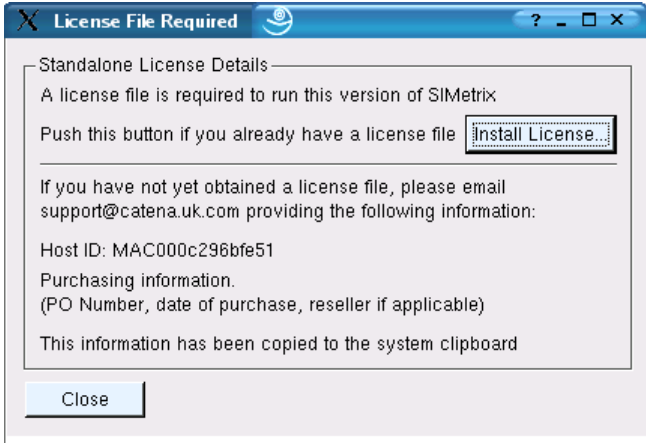 License File Required
Standalone License Details
A license file is required to run this version of SIMetrix
Push this button if you already have a license file Install License...
If you have not yet obtained a license file, please email
support@catena.uk.com providing the following information:
Host ID: MAC000c296bfe51
Purchasing information.
(PO Number, date of purchase, reseller if applicable)
This information has been copied to the system clipboard
Close